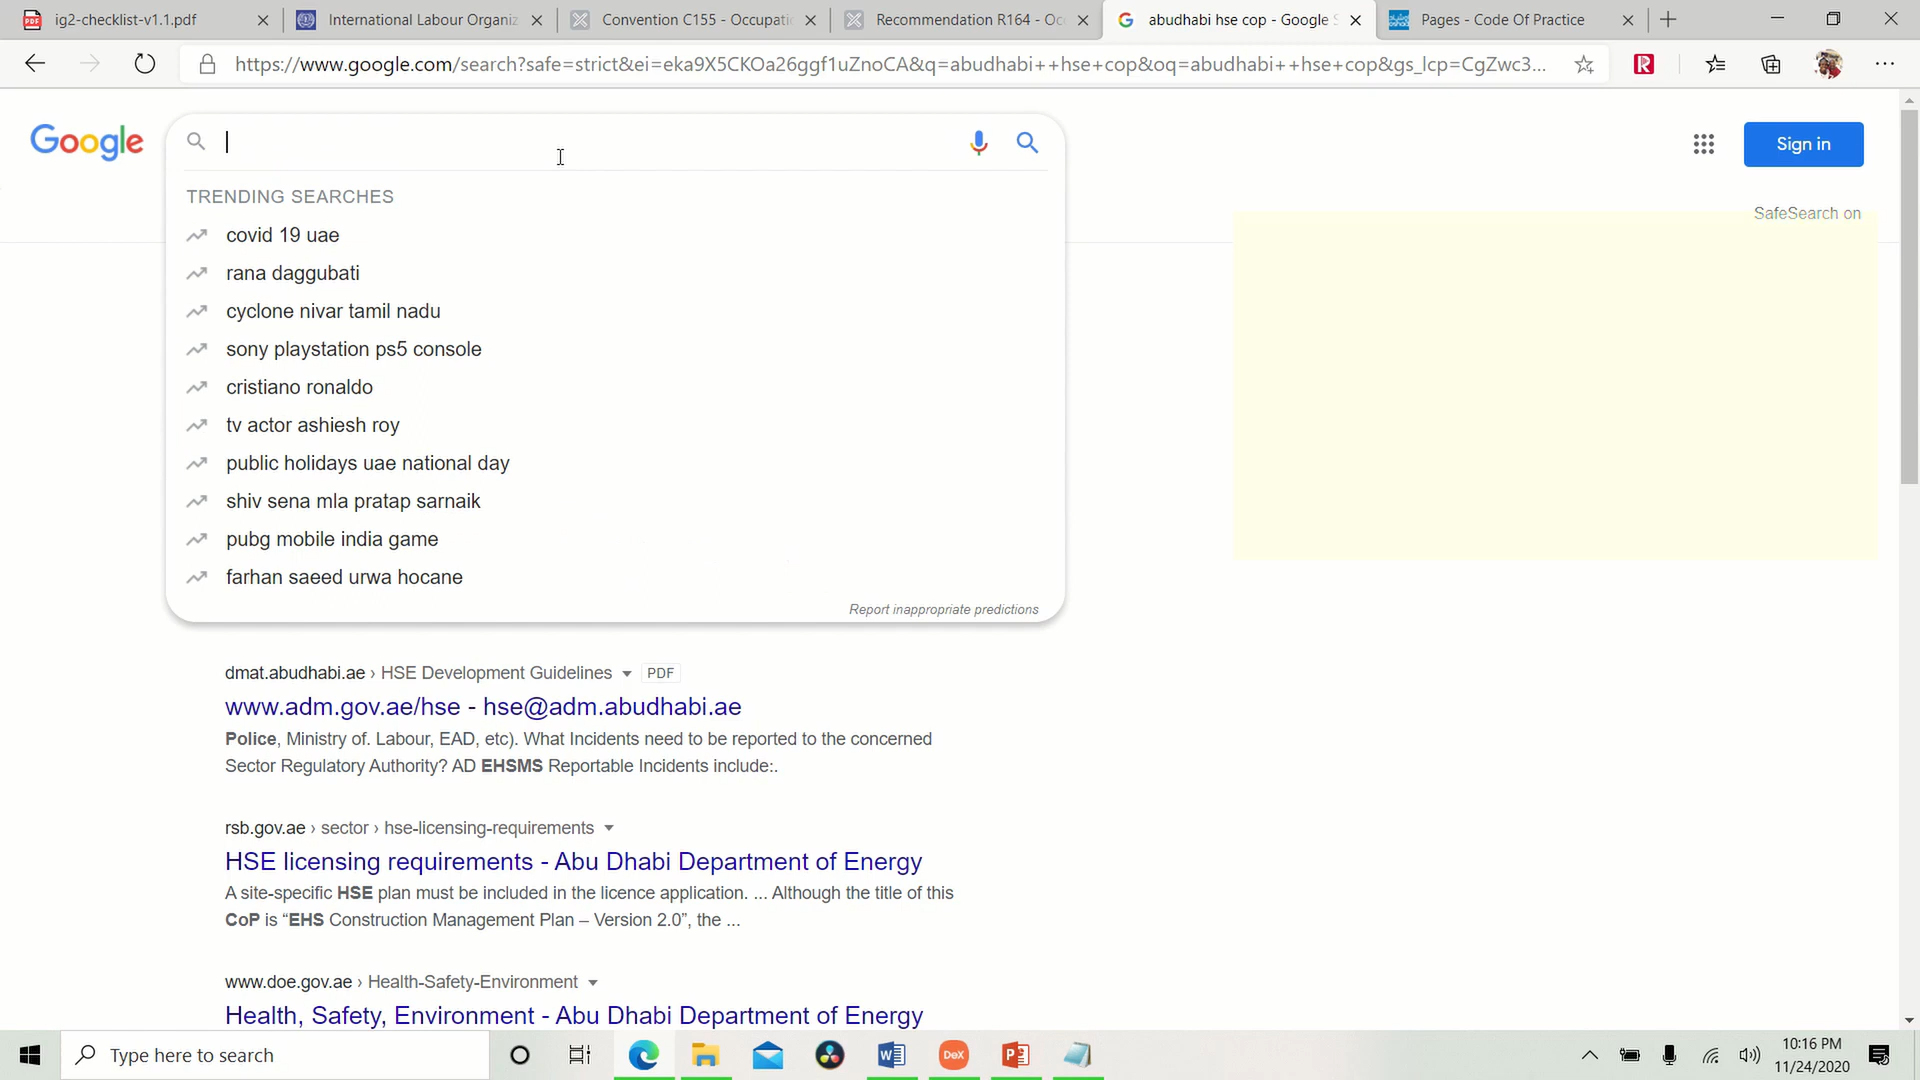 ig2-checklist-v1.1.pdf
International Labour Organiz
Convention C155 - Occupati
Recommendation R164 - Oc
abudhabi hse cop - Google S
Pages - Code Of Practice
https://www.google.com/search?safe=strict&ei=eka9X5CKOa26ggf1uZnoCA&q=abudhabi++hse+cop&oq=abudhabi++hse+cop&gs_lcp=CgZwc3...
Google
Sign in
SafeSearch on
TRENDING SEARCHES
covid 19 uae
rana daggubati
cyclone nivar tamil nadu
sony playstation ps5 console
cristiano ronaldo
tv actor ashiesh roy
public holidays uae national day
shiv sena mla pratap sarnaik
pubg mobile india game
farhan saeed urwa hocane
Report inappropriate predictions
dmat.abudhabi.ae › HSE Development Guidelines PDF
www.adm.gov.ae/hse - hse@adm.abudhabi.ae
Police, Ministry of. Labour, EAD, etc). What Incidents need to be reported to the concerned
Sector Regulatory Authority? AD EHSMS Reportable Incidents include:.
rsb.gov.ae › sector › hse-licensing-requirements
HSE licensing requirements - Abu Dhabi Department of Energy
A site-specific HSE plan must be included in the licence application. ... Although the title of this
CoP is “EHS Construction Management Plan – Version 2.0”, the ...
www.doe.gov.ae › Health-Safety-Environment
Health, Safety, Environment - Abu Dhabi Department of Energy
Type here to search
DeX
10:16 PM
11/24/2020